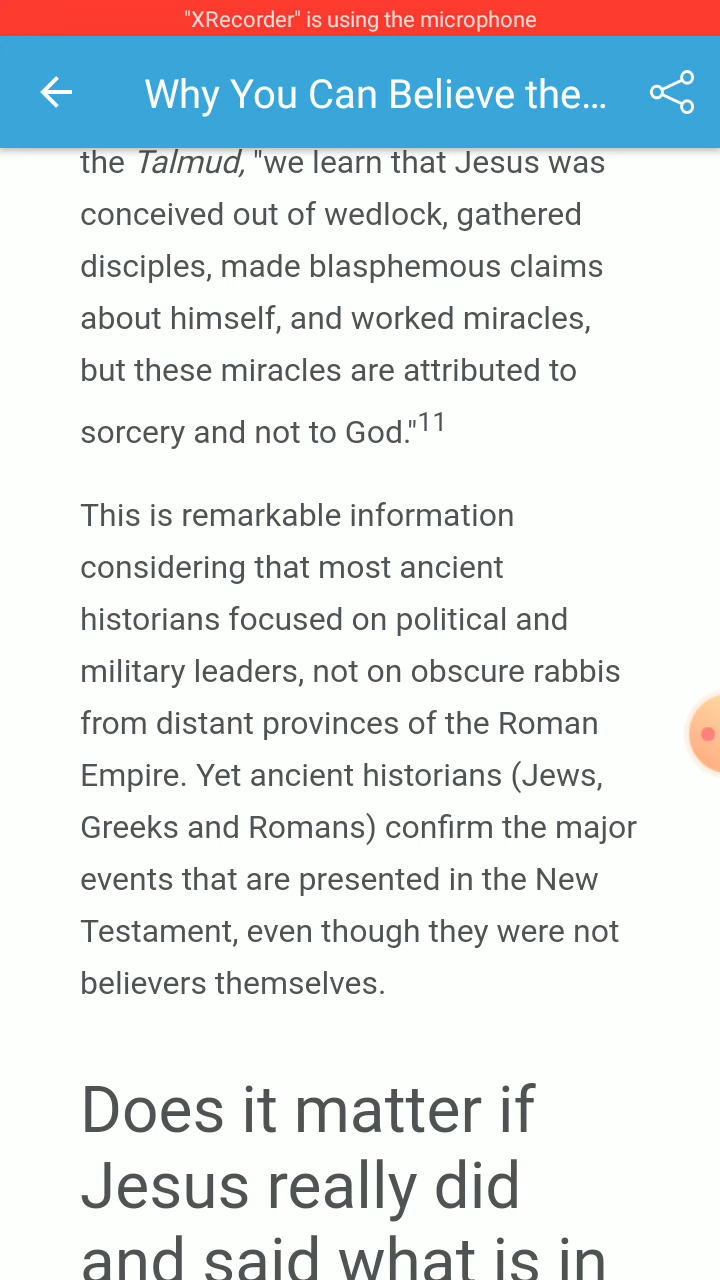 "XRecorder" is using the microphone
Why You Can Believe the...
the Talmud, "we learn that Jesus was
conceived out of wedlock, gathered
disciples, made blasphemous claims
about himself, and worked miracles,
but these miracles are attributed to
sorcery and not to God."11
This is remarkable information
considering that most ancient
historians focused on political and
military leaders, not on obscure rabbis
from distant provinces of the Roman
Empire. Yet ancient historians (Jews,
Greeks and Romans) confirm the major
events that are presented in the New
Testament, even though they were not
believers themselves.
Does it matter if
Jesus really did
and said what is in